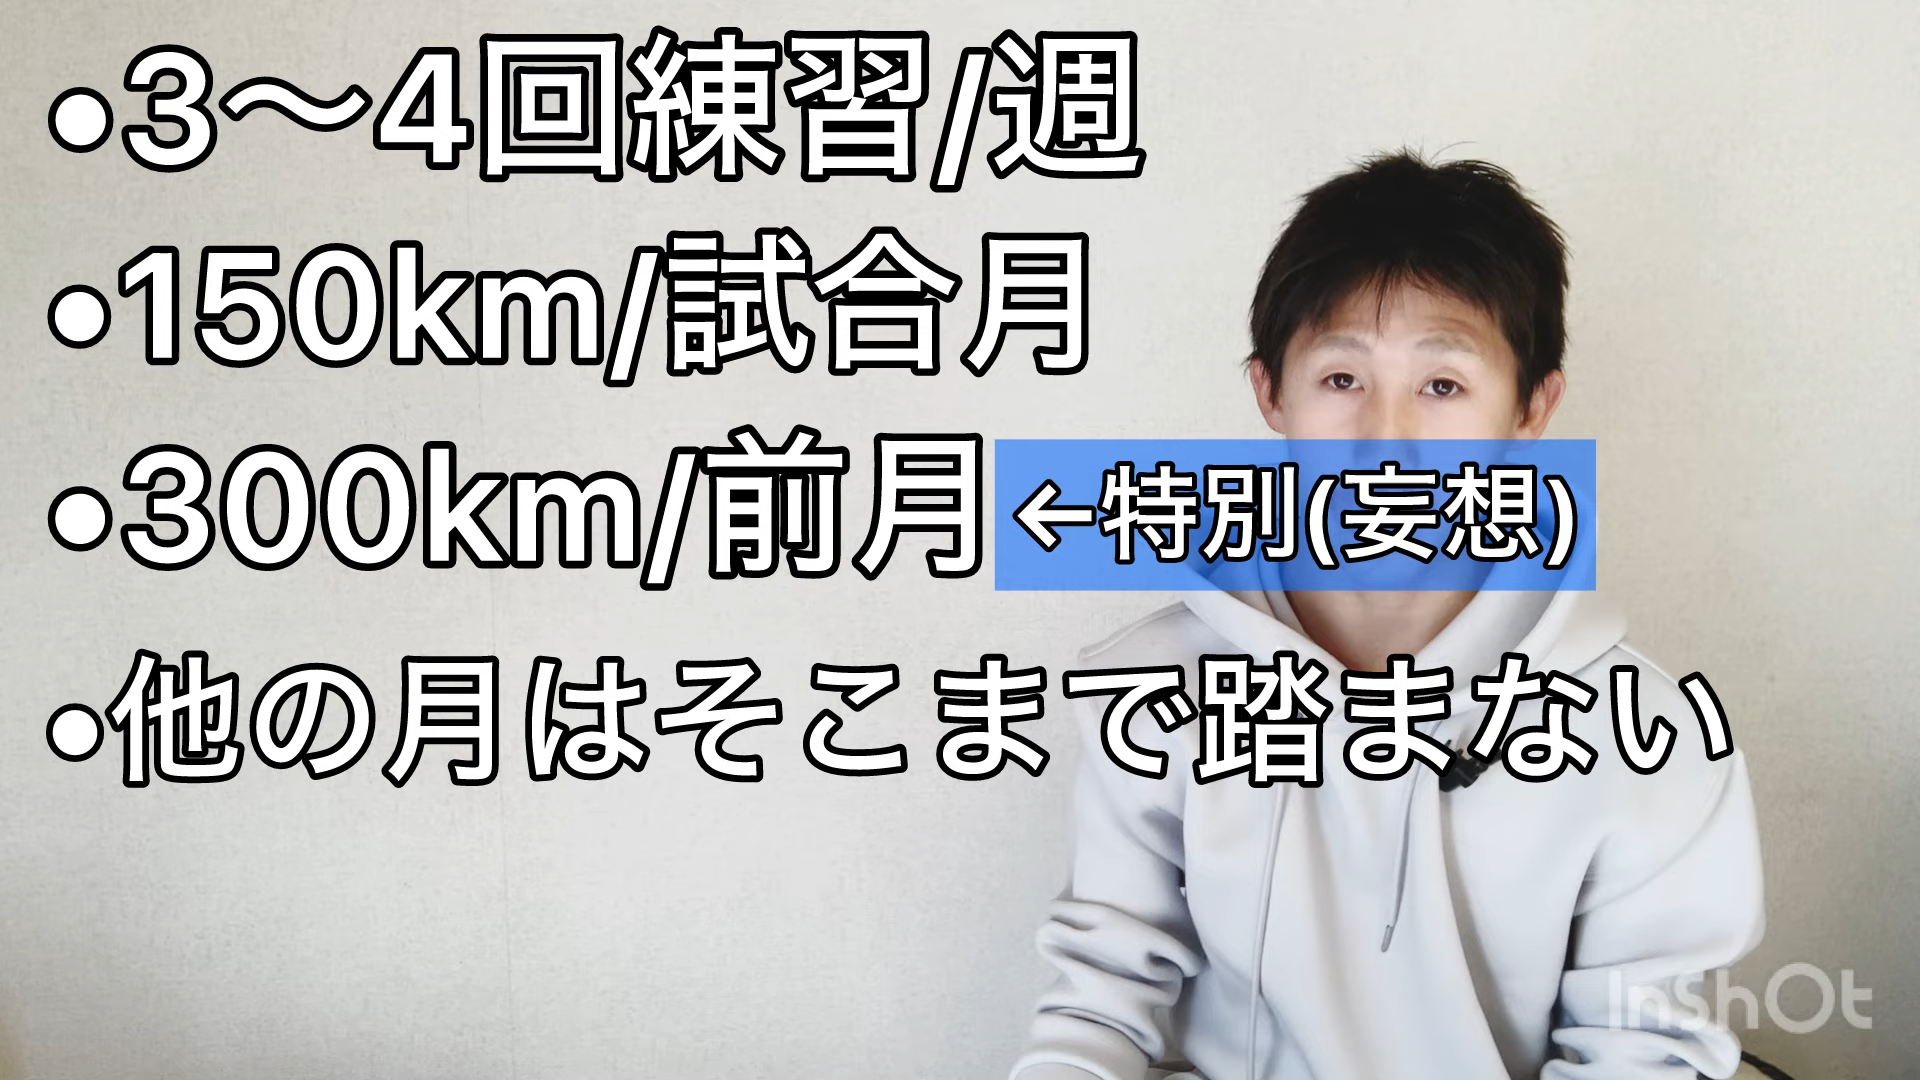 •3〜4回練習/週
•150km/試合月
•300km/前月
←特別(妄想)
•他の月はそこまで踏まない
InShOt